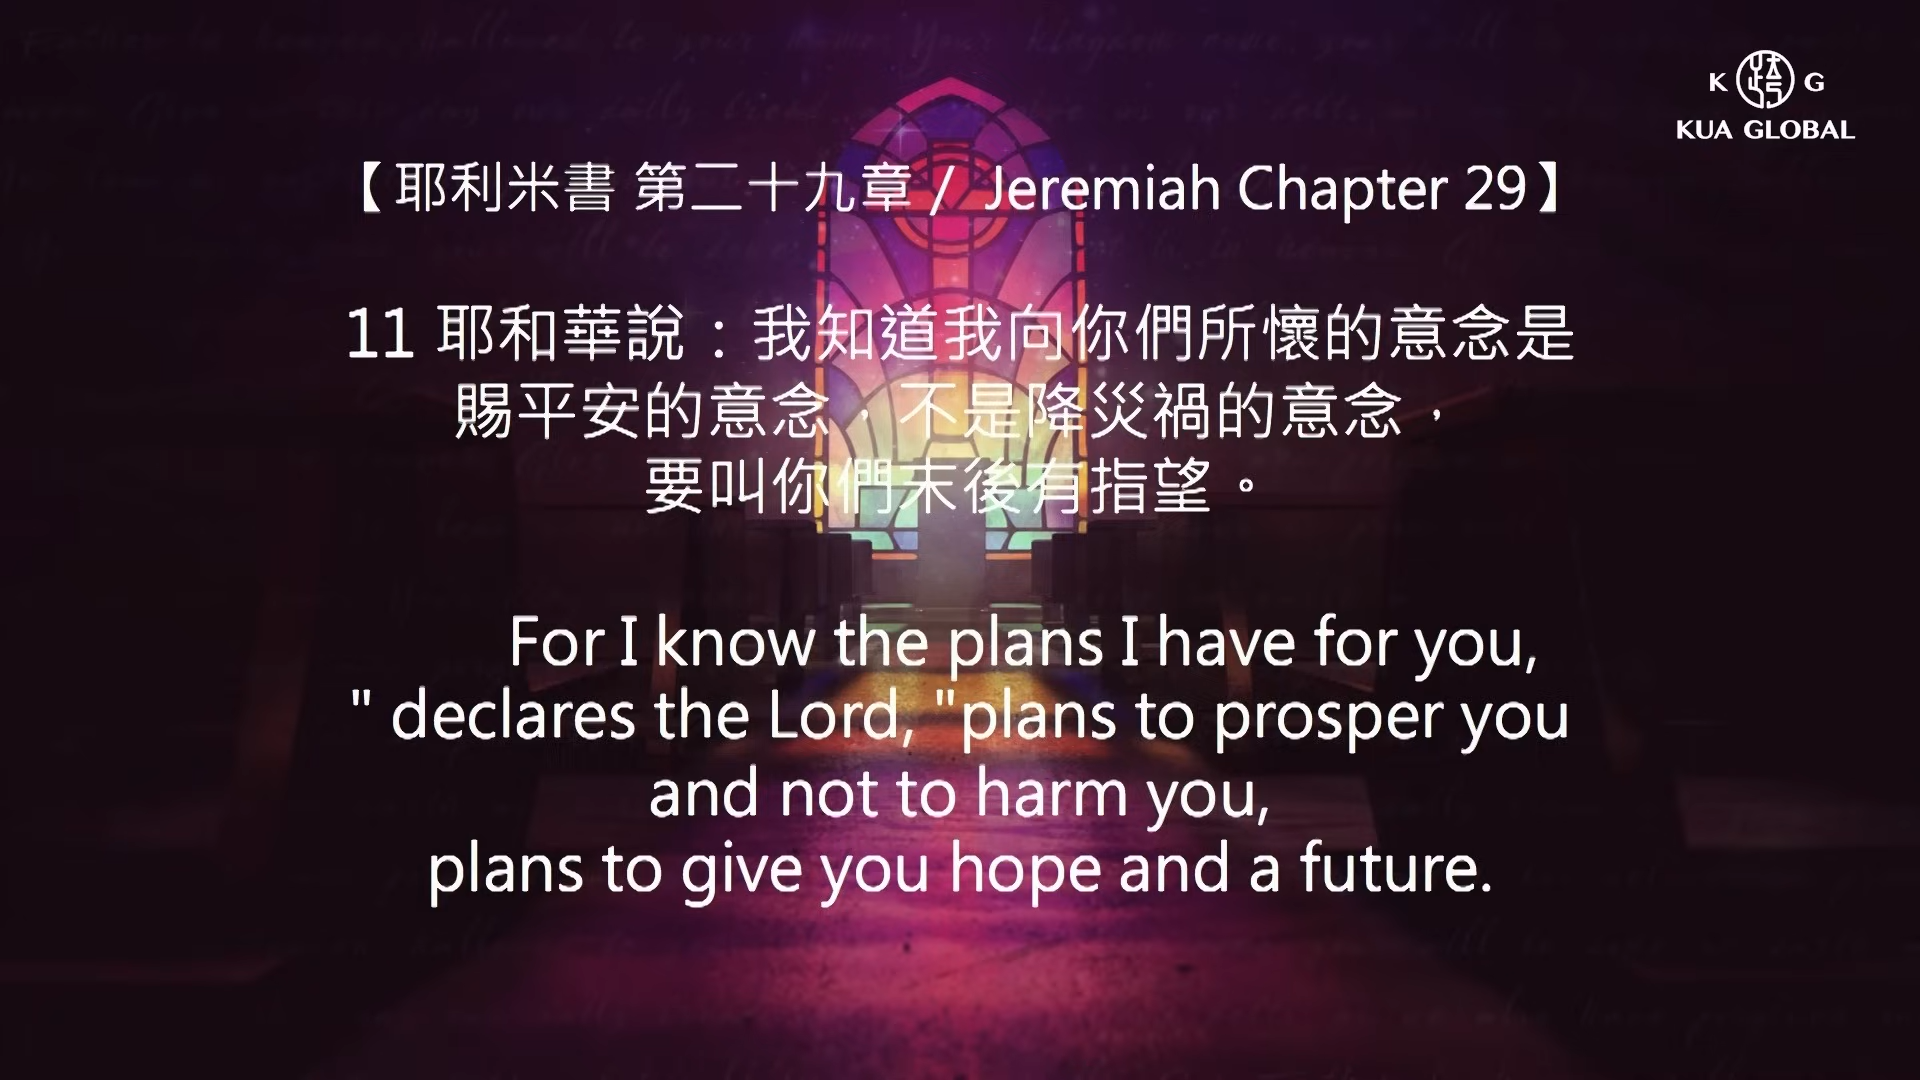 K G
KUA GLOBAL
【耶利米書 第二十九章 / Jeremiah Chapter 29】
11 耶和華說：我知道我向你們所懷的意念是
賜平安的意念，不是降災禍的意念，
要叫你們末後有指望。
For I know the plans I have for you,
" declares the Lord, "plans to prosper you
and not to harm you,
plans to give you hope and a future.